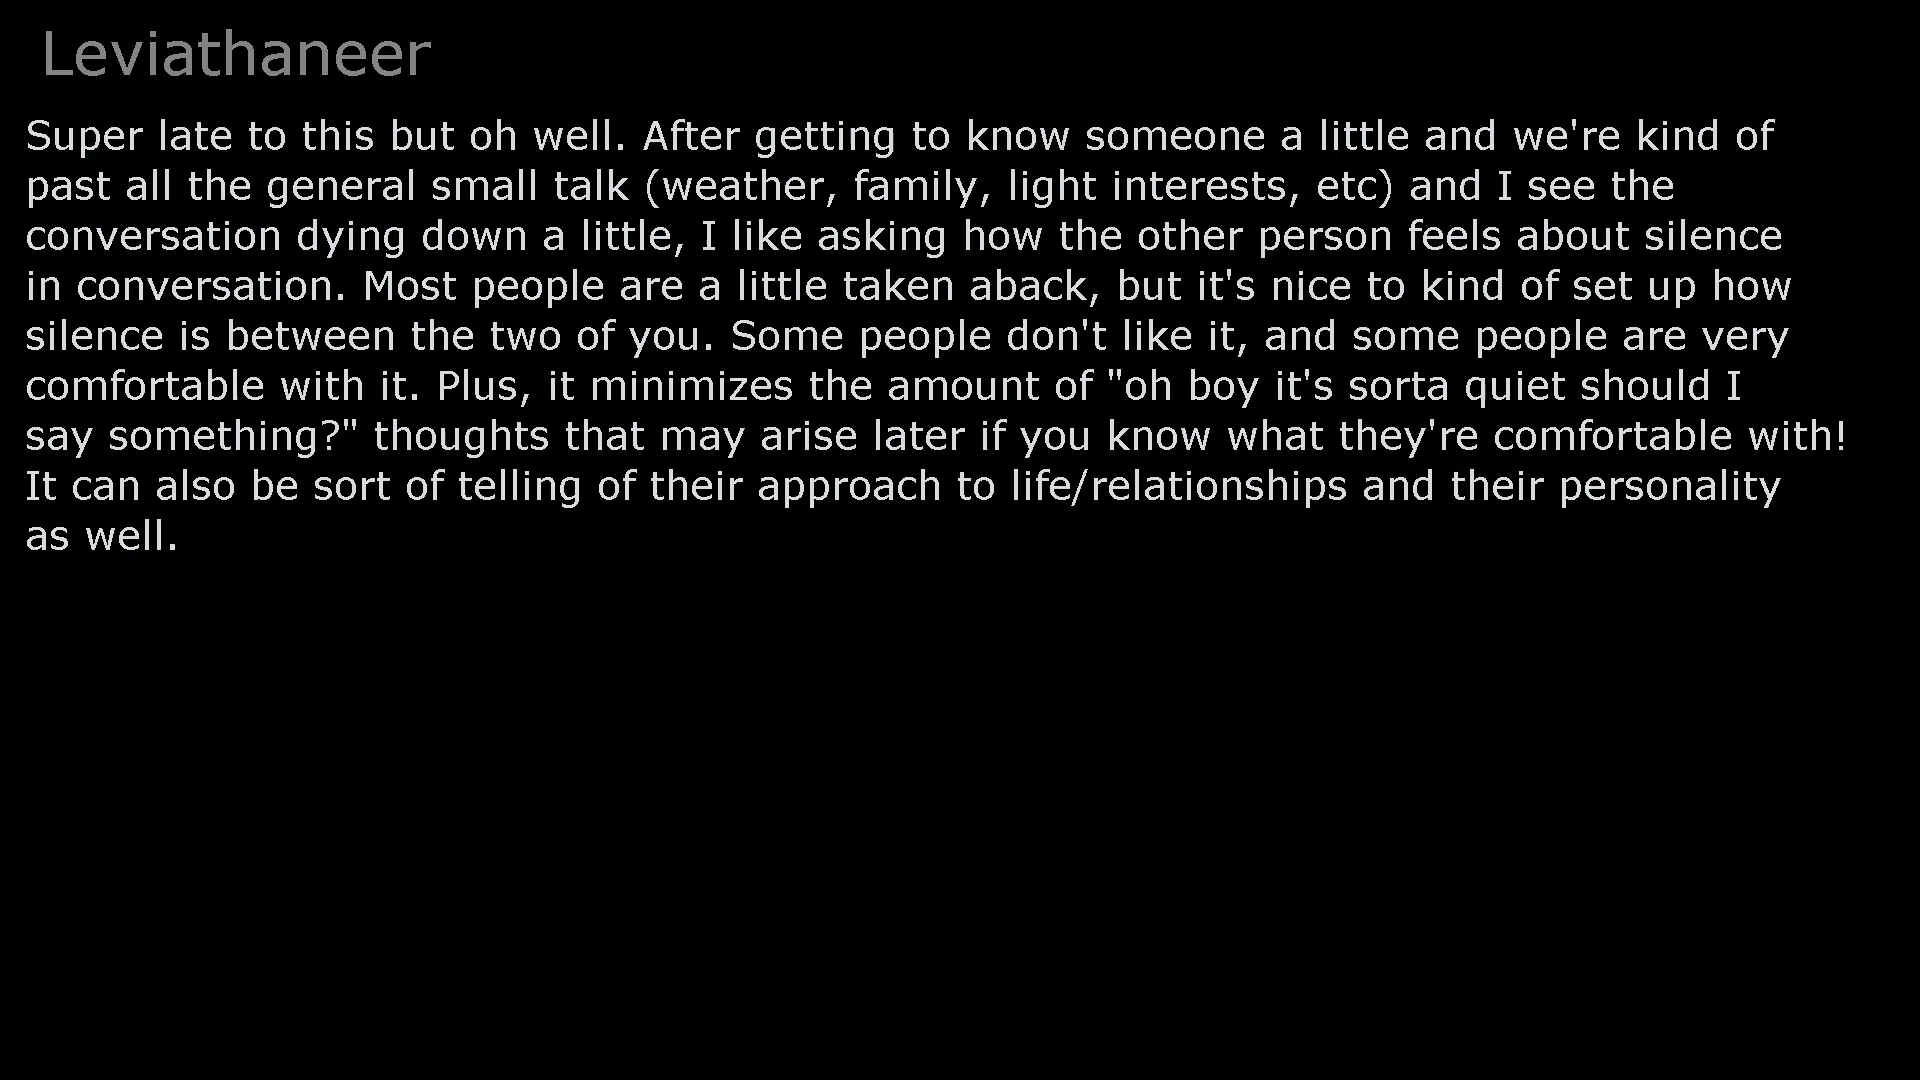 Leviathaneer
Super late to this but oh well. After getting to know someone a little and we're kind of
past all the general small talk (weather, family, light interests, etc) and I see the
conversation dying down a little, I like asking how the other person feels about silence
in conversation. Most people are a little taken aback, but it's nice to kind of set up how
silence is between the two of you. Some people don't like it, and some people are very
comfortable with it. Plus, it minimizes the amount of "oh boy it's sorta quiet should I
say something?" thoughts that may arise later if you know what they're comfortable with!
It can also be sort of telling of their approach to life/relationships and their personality
as well.